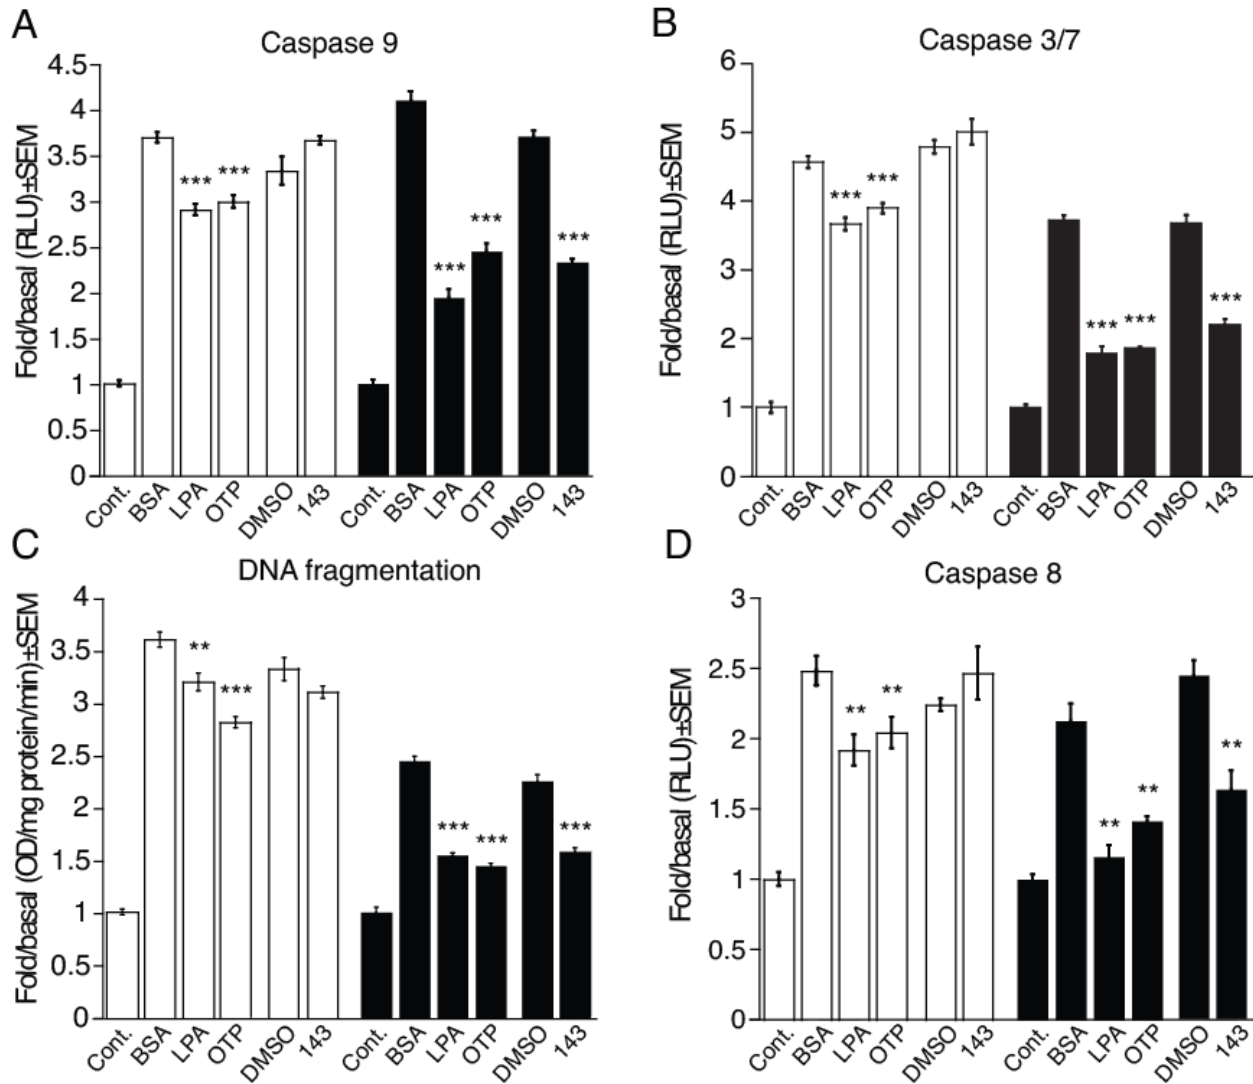 A
Caspase 9
Fold/basal (RLU)±SEM
4.5
4
3.5
3
2.5
2
1.5
1
0.5
0
*** ***
*** *** ***
Cont. BSA LPA OTP DMSO 143 Cont. BSA LPA OTP DMSO 143
B
Caspase 3/7
Fold/basal (RLU)±SEM
6
5
4
3
2
1
0
*** ***
*** *** ***
Cont. BSA LPA OTP DMSO 143 Cont. BSA LPA OTP DMSO 143
C
DNA fragmentation
Fold/basal (OD/mg protein/min)±SEM
4
3.5
3
2.5
2
1.5
1
0.5
0
** ***
*** *** ***
Cont. BSA LPA OTP DMSO 143 Cont. BSA LPA OTP DMSO 143
D
Caspase 8
Fold/basal (RLU)±SEM
3
2.5
2
1.5
1
0.5
0
** **
** ** **
Cont. BSA LPA OTP DMSO 143 Cont. BSA LPA OTP DMSO 143